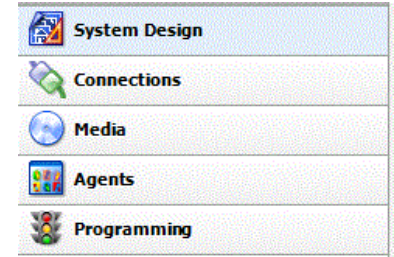 System Design
Connections
Media
Agents
Programming